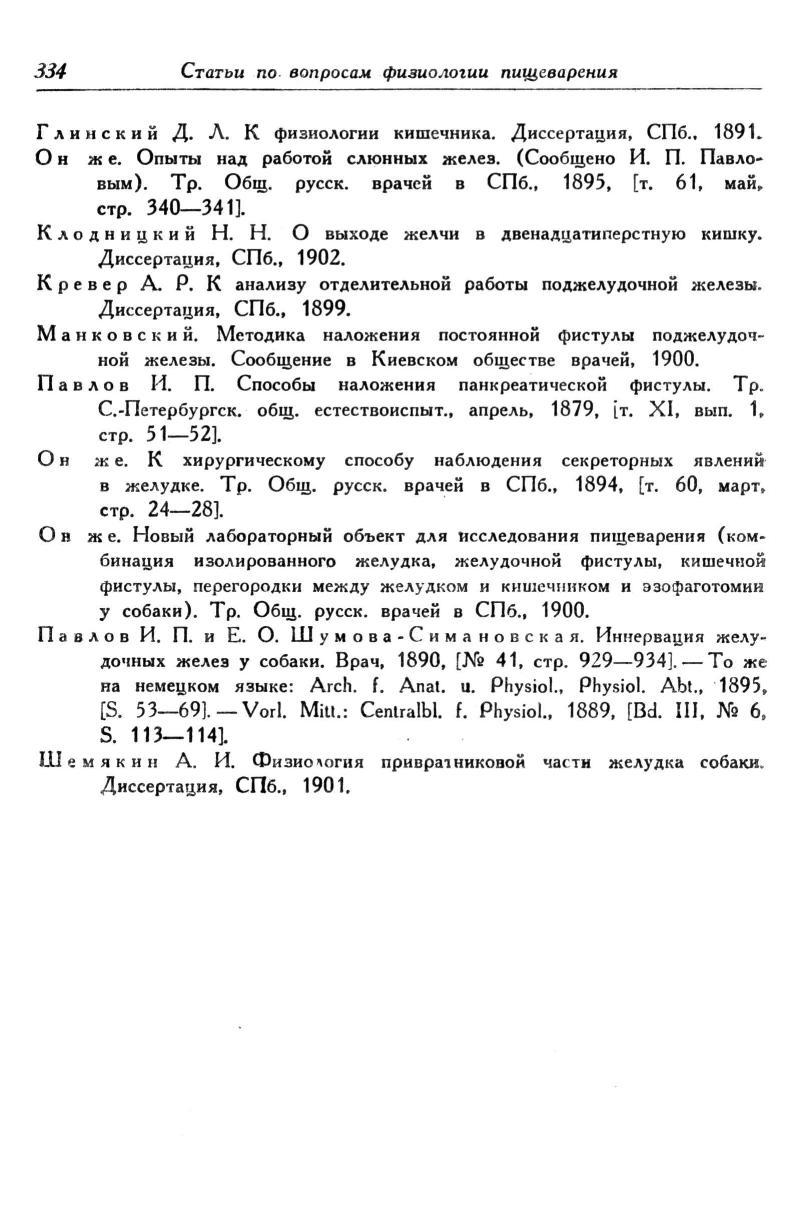 334 Статьи по вопросам физиологии пищеварения
Глинский Д. Л. К физиологии кишечника. Диссертация, СПб., 1891.
Он же. Опыты над работой слюнных желез. (Сообщено И. П. Павло-
вым). Тр. Общ. русск. врачей в СПб., 1895, [т. 61, май,
стр. 340—341].
Клодницкий Н. Н. О выходе желчи в двенадцатиперстную кишку.
Диссертация, СПб., 1902.
Кревер А. Р. К анализу отделительной работы поджелудочной железы.
Диссертация, СПб., 1899.
Манковский. Методика наложения постоянной фистулы поджелудоч-
ной железы. Сообщение в Киевском обществе врачей, 1900.
Павлов И. П. Способы наложения панкреатической фистулы. Тр.
С.-Петербургск. общ. естествоиспыт., апрель, 1879, [т. XI, вып. 1,
стр. 51—52].
Он же. К хирургическому способу наблюдения секреторных явлений
в желудке. Тр. Общ. русск. врачей в СПб., 1894, [т. 60, март,
стр. 24—28].
Он же. Новый лабораторный объект для исследования пищеварения (ком-
бинация изолированного желудка, желудочной фистулы, кишечной
фистулы, перегородки между желудком и кишечником и эзофаготомии
у собаки). Тр. Общ. русск. врачей в СПб., 1900.
Павлов И. П. и Е. О. Шумова-Симановская. Иннервация желу-
дочных желез у собаки. Врач, 1890, [№ 41, стр. 929—934]. — То же
на немецком языке: Arch. f. Anat. u. Physiol., Physiol. Abt., 1895,
[S. 53—69]. — Vorl. Mitt.: Centralbl. f. Physiol., 1889, [Bd. III, № 6,
S. 113—114].
Шемякин А. И. Физиология привратниковой части желудка собаки.
Диссертация, СПб., 1901.